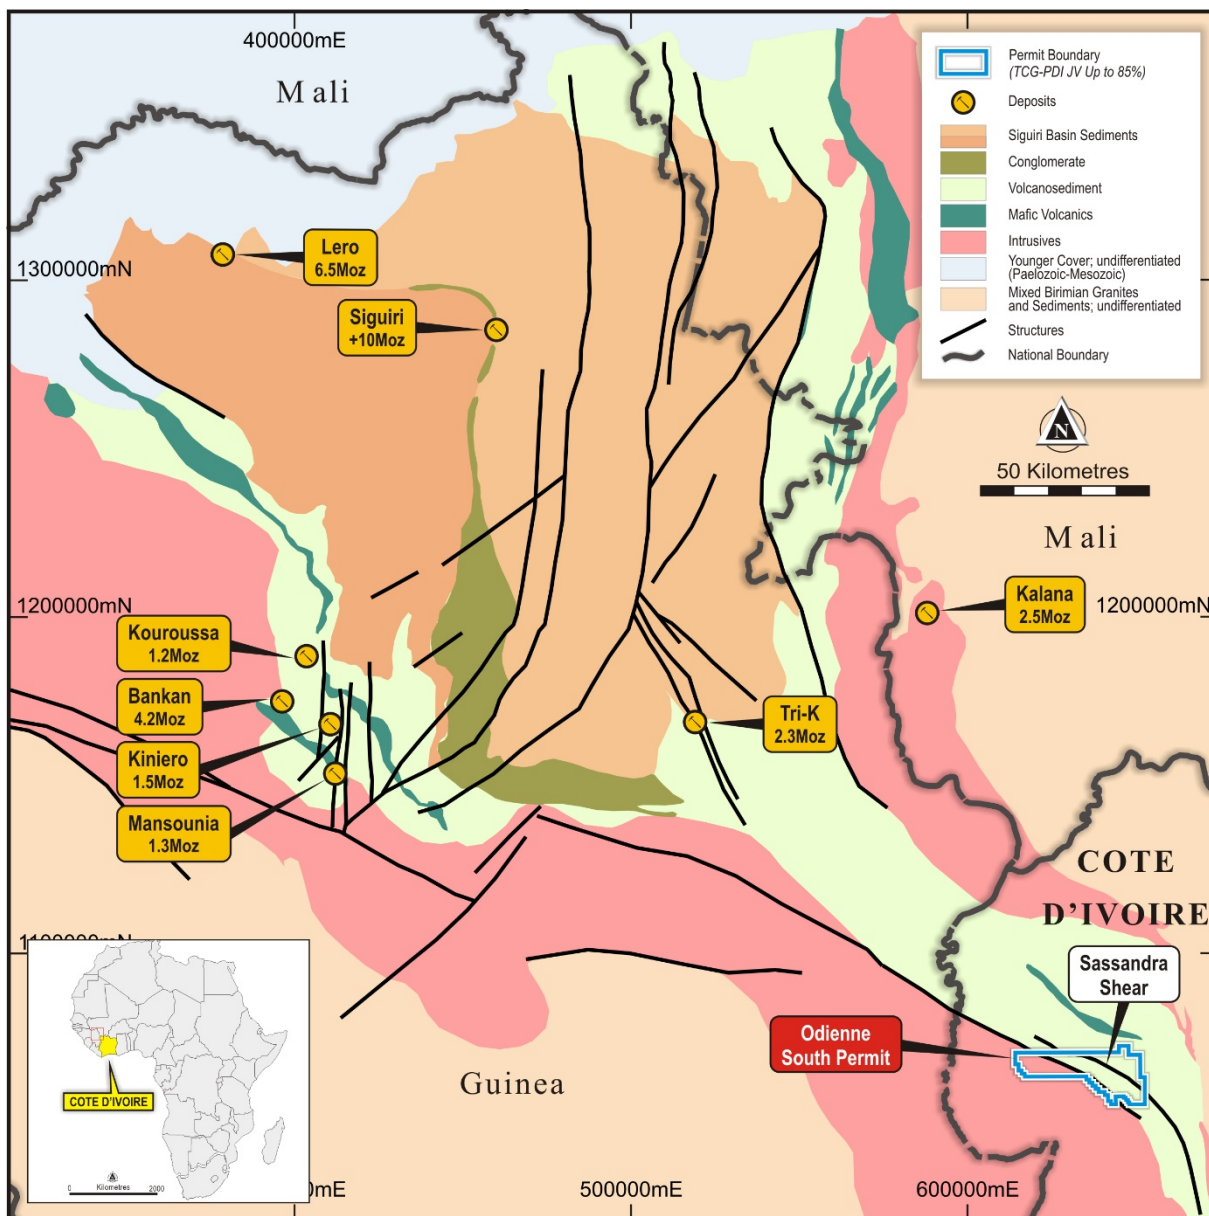 400000mE
Mali
Permit Boundary
(TCG-PDI JV Up to 85%)
Deposits
Siguiri Basin Sediments
Conglomerate
Volcanosediment
Mafic Volcanics
Intrusives
Younger Cover; undifferentiated
(Paelozoic-Mesozoic)
Mixed Birimian Granites
and Sediments; undifferentiated
Structures
National Boundary
Lero
6.5Moz
1300000mN
Siguiri
+10Moz
N
50 Kilometres
Mali
1200000mN
Kalana
2.5Moz
1200000mN
Kouroussa
1.2Moz
Bankan
4.2Moz
Kiniero
1.5Moz
Mansounia
1.3Moz
Tri-K
2.3Moz
COTE
D'IVOIRE
Sassandra
Shear
Odienne
South Permit
Guinea
COTE D'IVOIRE
Kilometres
0 2000
mE
500000mE
600000mE